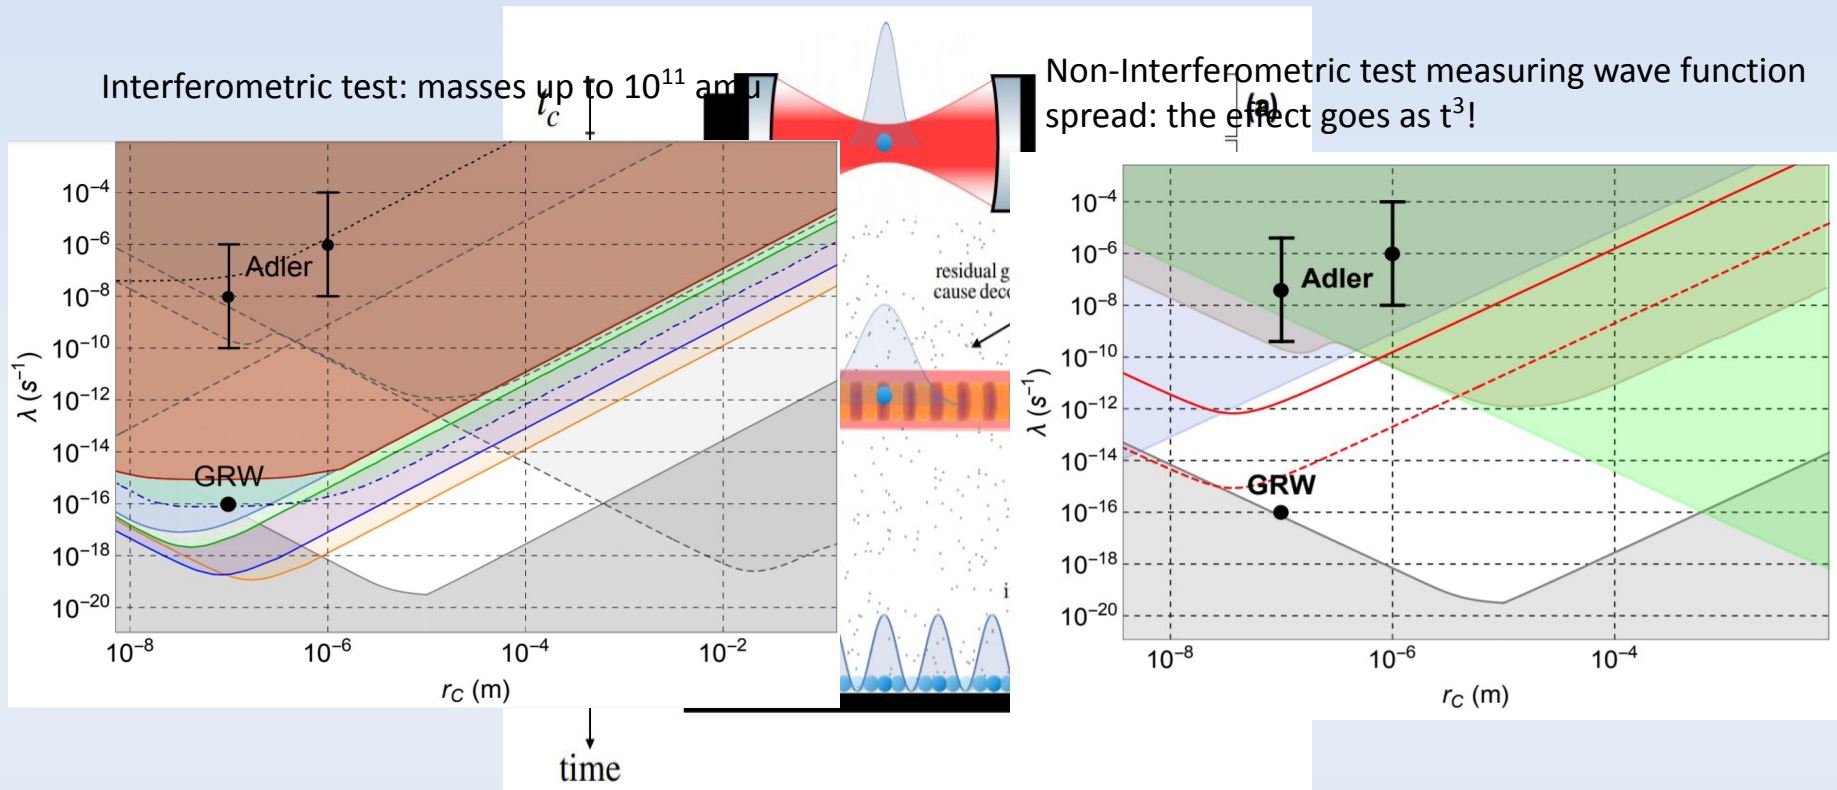 Interferometric test: masses up to 10¹¹ amu
Non-Interferometric test measuring wave function
spread: the effect goes as t³!
t_c
(a)
10⁻⁴
10⁻⁶
10⁻⁸
10⁻¹⁰
10⁻¹²
10⁻¹⁴
10⁻¹⁶
10⁻¹⁸
10⁻²⁰
λ (s⁻¹)
Adler
GRW
10⁻⁸
10⁻⁶
10⁻⁴
10⁻²
r_C (m)
residual g
cause deco
time
10⁻⁴
10⁻⁶
10⁻⁸
10⁻¹⁰
10⁻¹²
10⁻¹⁴
10⁻¹⁶
10⁻¹⁸
10⁻²⁰
λ (s⁻¹)
Adler
GRW
10⁻⁸
10⁻⁶
10⁻⁴
r_C (m)